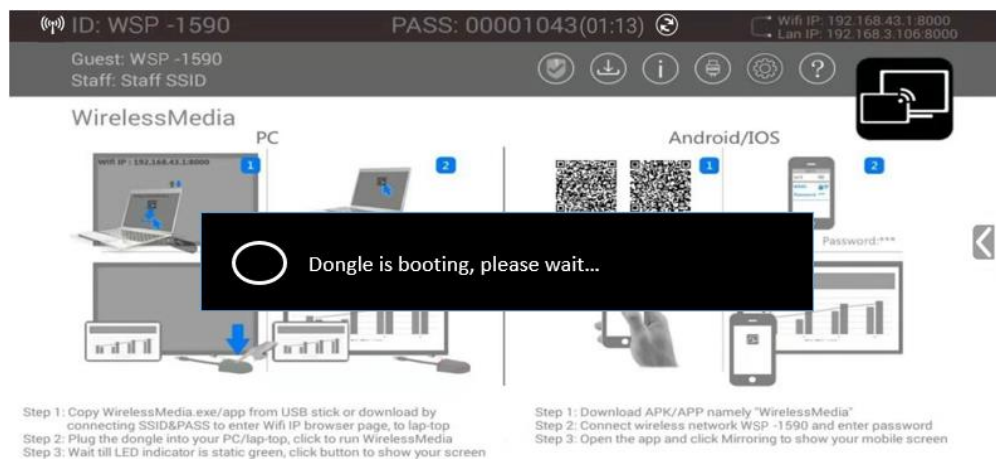 ID: WSP -1590
PASS: 00001043(01:13)
Wifi IP: 192.168.43.1:8000
Lan IP: 192.168.3.106:8000
Guest: WSP -1590
Staff: Staff SSID
WirelessMedia
PC
Android/IOS
Wifi IP : 192.168.43.1:8000
1
2
1
2
Password:***
Dongle is booting, please wait...
Step 1: Copy WirelessMedia.exe/app from USB stick or download by
connecting SSID&PASS to enter Wifi IP browser page, to lap-top
Step 2: Plug the dongle into your PC/lap-top, click to run WirelessMedia
Step 3: Wait till LED indicator is static green, click button to show your screen
Step 1: Download APK/APP namely "WirelessMedia"
Step 2: Connect wireless network WSP -1590 and enter password
Step 3: Open the app and click Mirroring to show your mobile screen